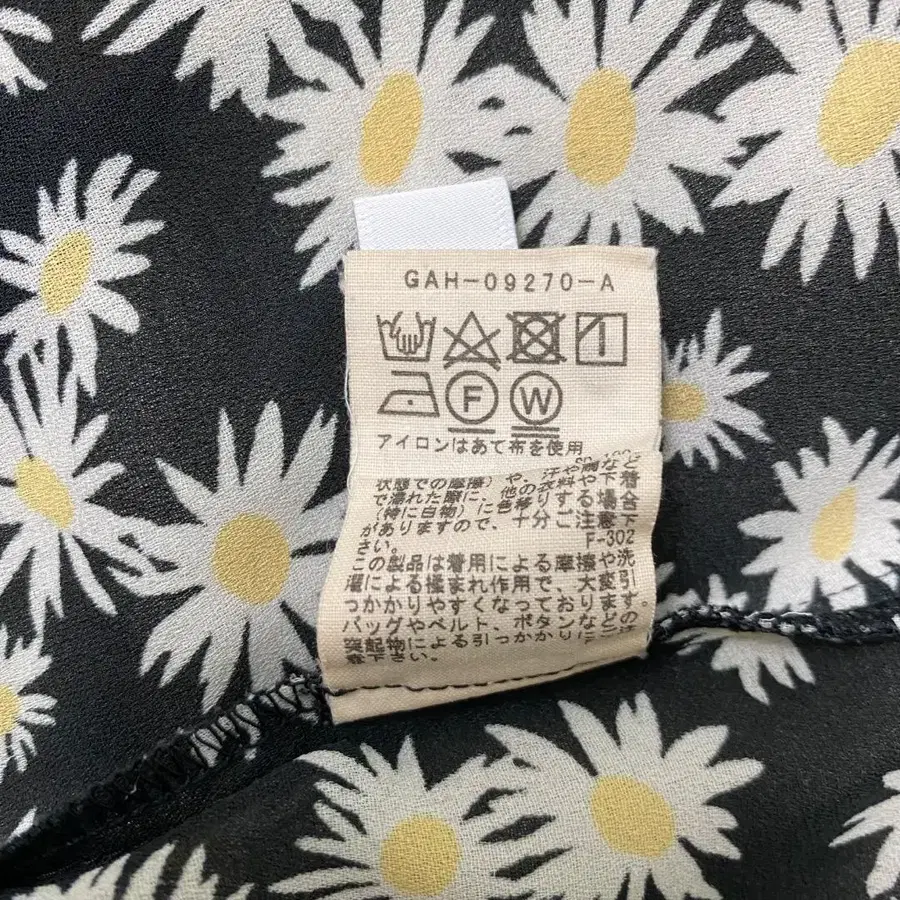 GAH-09270-A
F W
アイロンはあて布を使用
状態での摩擦)や、汗や雨など
で濡れた際に、他の衣料や下着
(特に白物)に色移りする場合
がありますので、十分ご注意下
さい。 F-302
この製品は着用による摩擦や洗
濯による揉まれ作用で、大変引
っかかりやすくなっております。
バッグやベルト、ボタンなどの
突起物による引っかかりに
下さい。